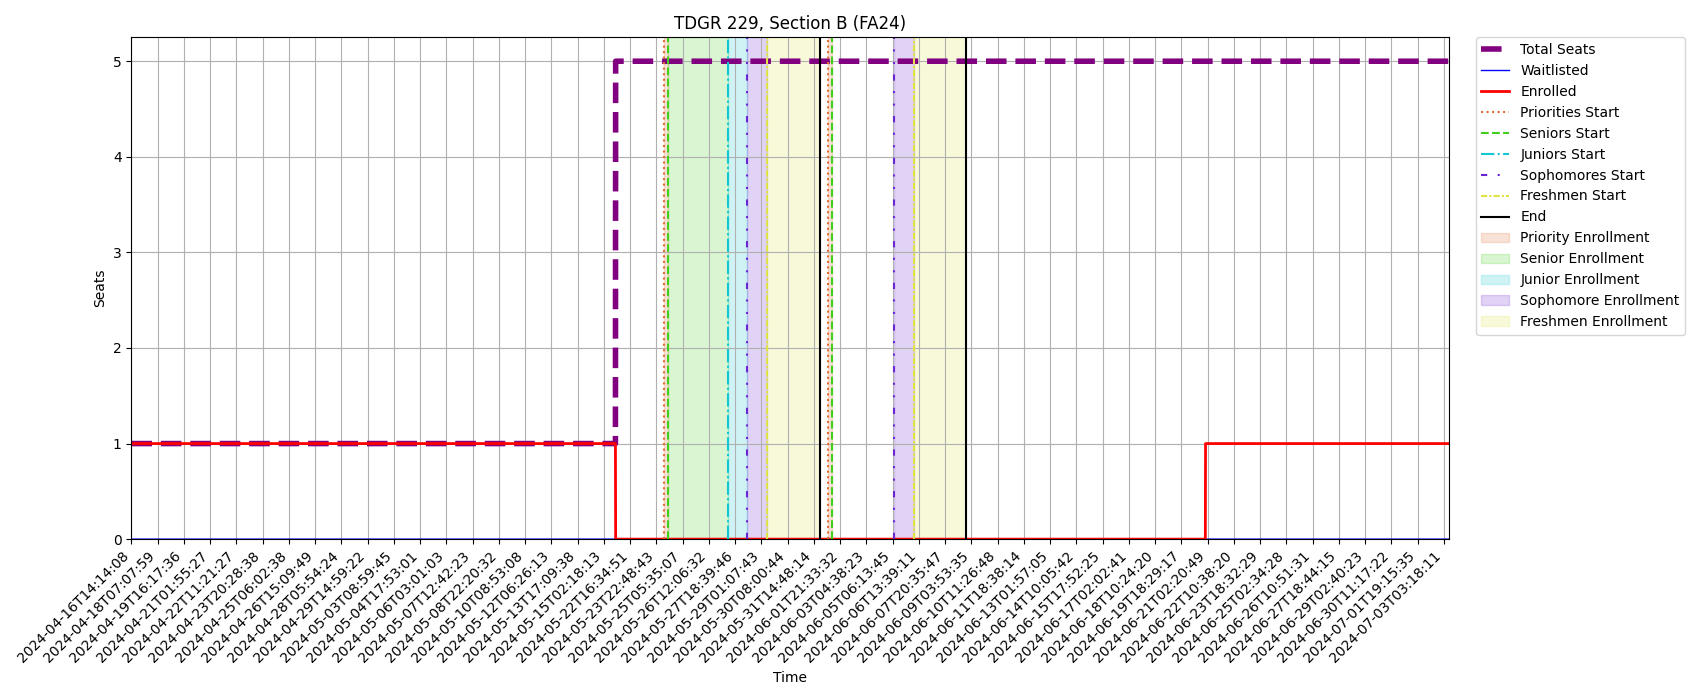 TDGR 229, Section B (FA24)
Seats
5
4
3
2
1
0
2024-04-16T14:14:08
2024-04-18T07:07:59
2024-04-19T16:17:36
2024-04-21T01:55:27
2024-04-22T11:21:27
2024-04-23T20:28:38
2024-04-25T06:02:38
2024-04-26T15:09:49
2024-04-28T05:54:24
2024-04-29T14:59:22
2024-05-03T08:59:45
2024-05-04T17:53:01
2024-05-06T03:01:03
2024-05-07T12:42:23
2024-05-08T22:20:32
2024-05-10T08:53:08
2024-05-12T06:26:13
2024-05-13T17:09:38
2024-05-15T02:18:13
2024-05-22T16:34:51
2024-05-23T22:48:43
2024-05-25T05:35:07
2024-05-26T12:06:32
2024-05-27T18:39:46
2024-05-29T01:07:43
2024-05-30T08:00:44
2024-05-31T14:48:14
2024-06-01T21:33:32
2024-06-03T04:38:23
2024-06-05T06:13:45
2024-06-06T13:39:11
2024-06-07T20:35:47
2024-06-09T03:53:35
2024-06-10T11:26:48
2024-06-11T18:38:14
2024-06-13T01:57:05
2024-06-14T10:05:42
2024-06-15T17:52:25
2024-06-17T02:02:41
2024-06-18T10:24:20
2024-06-19T18:29:17
2024-06-21T02:20:49
2024-06-22T10:38:20
2024-06-23T18:32:29
2024-06-25T02:34:28
2024-06-26T10:51:31
2024-06-27T18:44:15
2024-06-29T02:40:23
2024-06-30T11:17:22
2024-07-01T19:15:35
2024-07-03T03:18:11
Time
Total Seats
Waitlisted
Enrolled
Priorities Start
Seniors Start
Juniors Start
Sophomores Start
Freshmen Start
End
Priority Enrollment
Senior Enrollment
Junior Enrollment
Sophomore Enrollment
Freshmen Enrollment